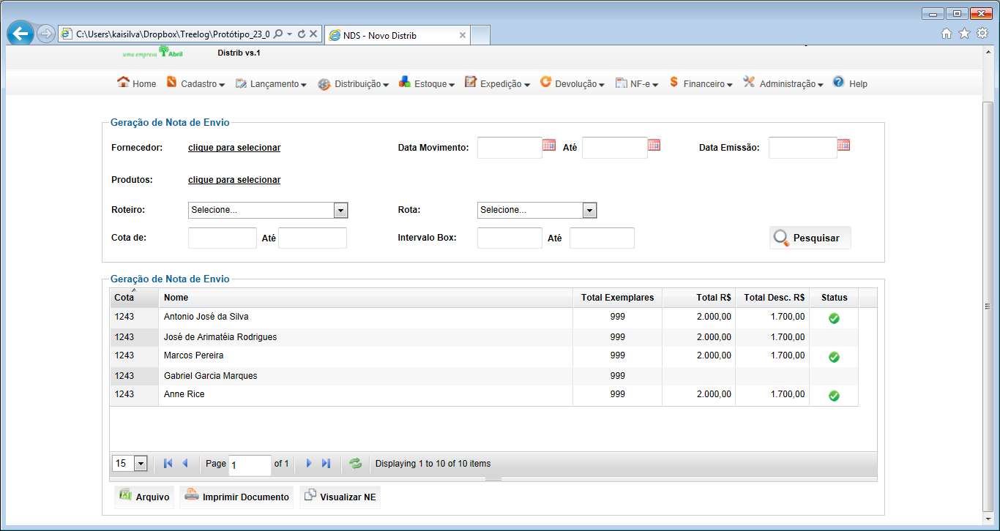 C:\Users\kaisilva\Dropbox\Treelog\Protótipo_23_0
NDS - Novo Distrib
uma empresa Abril
Distrib vs.1
Home Cadastro Lançamento Distribuição Estoque Expedição Devolução NF-e Financeiro Administração Help
Geração de Nota de Envio
Fornecedor: clique para selecionar Data Movimento: Até Data Emissão:
Produtos: clique para selecionar
Roteiro: Selecione... Rota: Selecione...
Cota de: Até Intervalo Box: Até Pesquisar
Geração de Nota de Envio
Cota Nome Total Exemplares Total R$ Total Desc. R$ Status
1243 Antonio José da Silva 999 2.000,00 1.700,00
1243 José de Arimatéia Rodrigues 999 2.000,00 1.700,00
1243 Marcos Pereira 999 2.000,00 1.700,00
1243 Gabriel Garcia Marques 999
1243 Anne Rice 999 2.000,00 1.700,00
15 Page 1 of 1 Displaying 1 to 10 of 10 items
Arquivo Imprimir Documento Visualizar NE